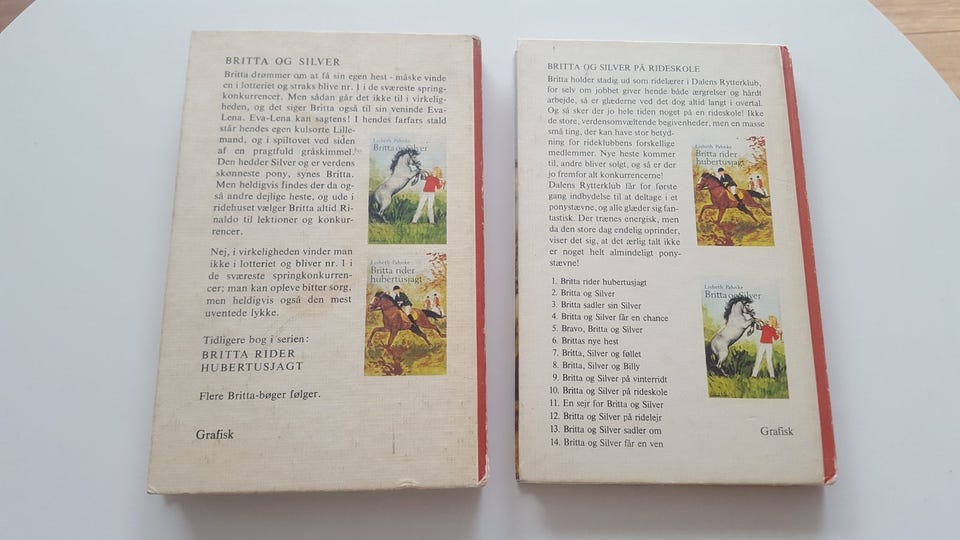 BRITTA OG SILVER
Britta drømmer om at få sin egen hest - måske vinde
en i lotteriet og straks blive nr. 1 i de sværeste spring-
konkurrencer. Men sådan går det ikke til i virkelig-
heden, og det siger Britta også til sin veninde Eva-
Lena. Eva-Lena kan sagtens! I hendes farfars stald
står hendes egen kulsorte Lille-
mand, og i spiltovet ved siden
af en pragtfuld gråskimmel.
Den hedder Silver og er verdens
skønneste pony, synes Britta.
Men heldigvis findes der da og-
så andre dejlige heste, og ude i
ridehuset vælger Britta altid Ri-
naldo til lektioner og konkur-
rencer.
Nej, i virkeligheden vinder man
ikke i lotteriet og bliver nr. 1 i
de sværeste springkonkurren-
cer; man kan opleve bitter sorg,
men heldigvis også den mest
uventede lykke.
Tidligere bog i serien:
BRITTA RIDER
HUBERTUSJAGT
Flere Britta-bøger følger.
Grafisk
Lisbeth Pahnke
Britta og Silver
Lisbeth Pahnke
Britta rider
hubertusjagt
BRITTA OG SILVER PÅ RIDESKOLE
Britta holder stadig ud som ridelærer i Dalens Rytterklub,
for selv om jobbet giver hende både ærgrelser og hårdt
arbejde, så er glæderne ved det dog altid langt i overtal.
Og så sker der jo hele tiden noget på en rideskole! Ikke
de store, verdensomvæltende begivenheder, men en masse
små ting, der kan have stor betyd-
ning for rideklubbens forskellige
medlemmer. Nye heste kommer
til, andre bliver solgt, og så er der
jo fremfor alt konkurrencerne!
Dalens Rytterklub får for første
gang indbydelse til at deltage i et
ponystævne, og alle glæder sig fan-
tastisk. Der trænes energisk, men
da den store dag endelig oprinder,
viser det sig, at det ærlig talt ikke
er noget helt almindeligt pony-
stævne!
1. Britta rider hubertusjagt
2. Britta og Silver
3. Britta sadler sin Silver
4. Britta og Silver får en chance
5. Bravo, Britta og Silver
6. Brittas nye hest
7. Britta, Silver og føllet
8. Britta, Silver og Billy
9. Britta og Silver på vinterridt
10. Britta og Silver på rideskole
11. En sejr for Britta og Silver
12. Britta og Silver på ridelejr
13. Britta og Silver sadler om
14. Britta og Silver får en ven
Lisbeth Pahnke
Britta rider
hubertusjagt
Lisbeth Pahnke
Britta og Silver
Grafisk